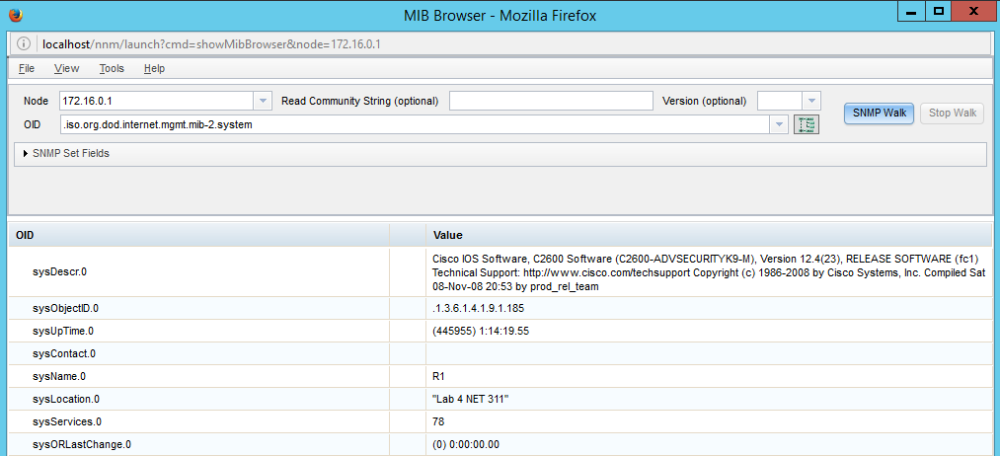 MIB Browser - Mozilla Firefox
localhost/nnm/launch?cmd=showMibBrowser&node=172.16.0.1
File View Tools Help
Node 172.16.0.1 Read Community String (optional) Version (optional)
SNMP Walk Stop Walk
OID .iso.org.dod.internet.mgmt.mib-2.system
SNMP Set Fields
OID Value
sysDescr.0 Cisco IOS Software, C2600 Software (C2600-ADVSECURITYK9-M), Version 12.4(23), RELEASE SOFTWARE (fc1)
Technical Support: http://www.cisco.com/techsupport Copyright (c) 1986-2008 by Cisco Systems, Inc. Compiled Sat
08-Nov-08 20:53 by prod_rel_team
sysObjectID.0 .1.3.6.1.4.1.9.1.185
sysUpTime.0 (445955) 1:14:19.55
sysContact.0
sysName.0 R1
sysLocation.0 "Lab 4 NET 311"
sysServices.0 78
sysORLastChange.0 (0) 0:00:00.00